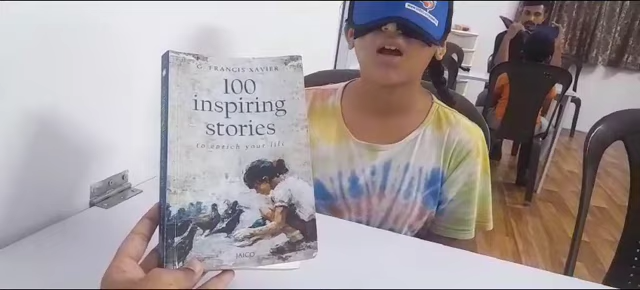 G. FRANCIS XAVIER
100
inspiring
stories
to enrich your life
JAICO